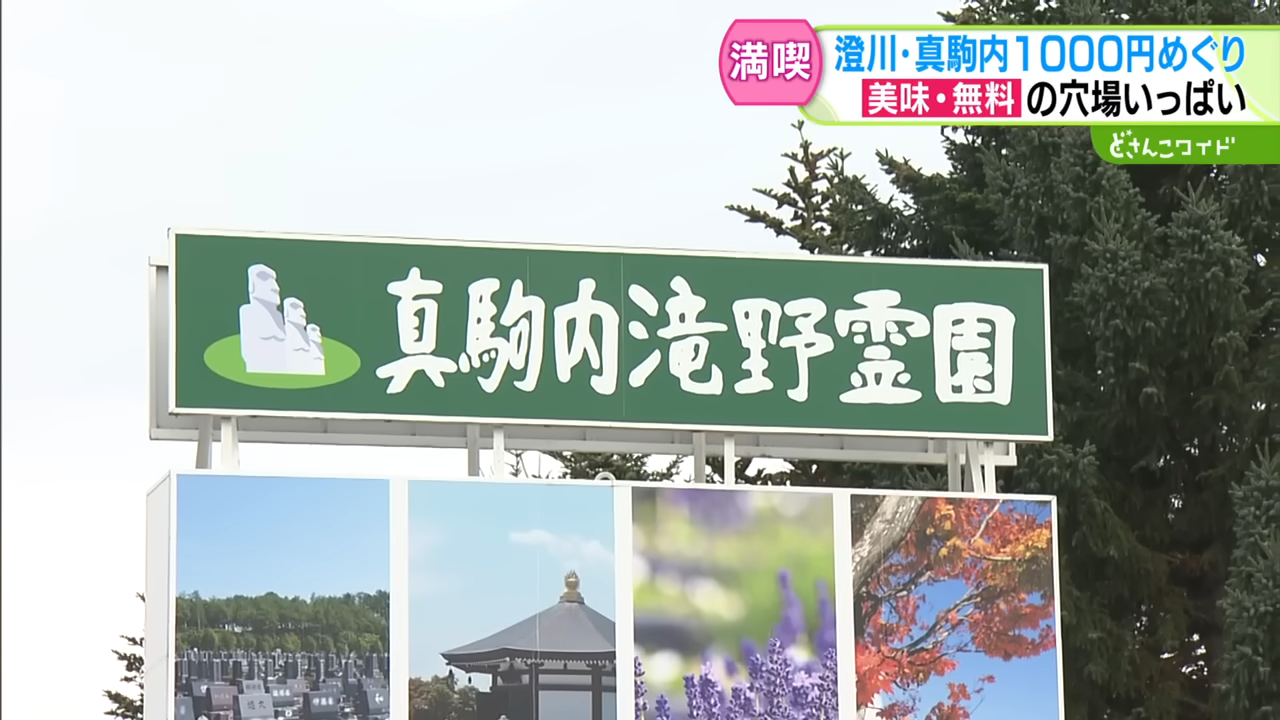 満喫
澄川・真駒内1000円めぐり
美味・無料の穴場いっぱい
どさんこワイド
真駒内滝野霊園